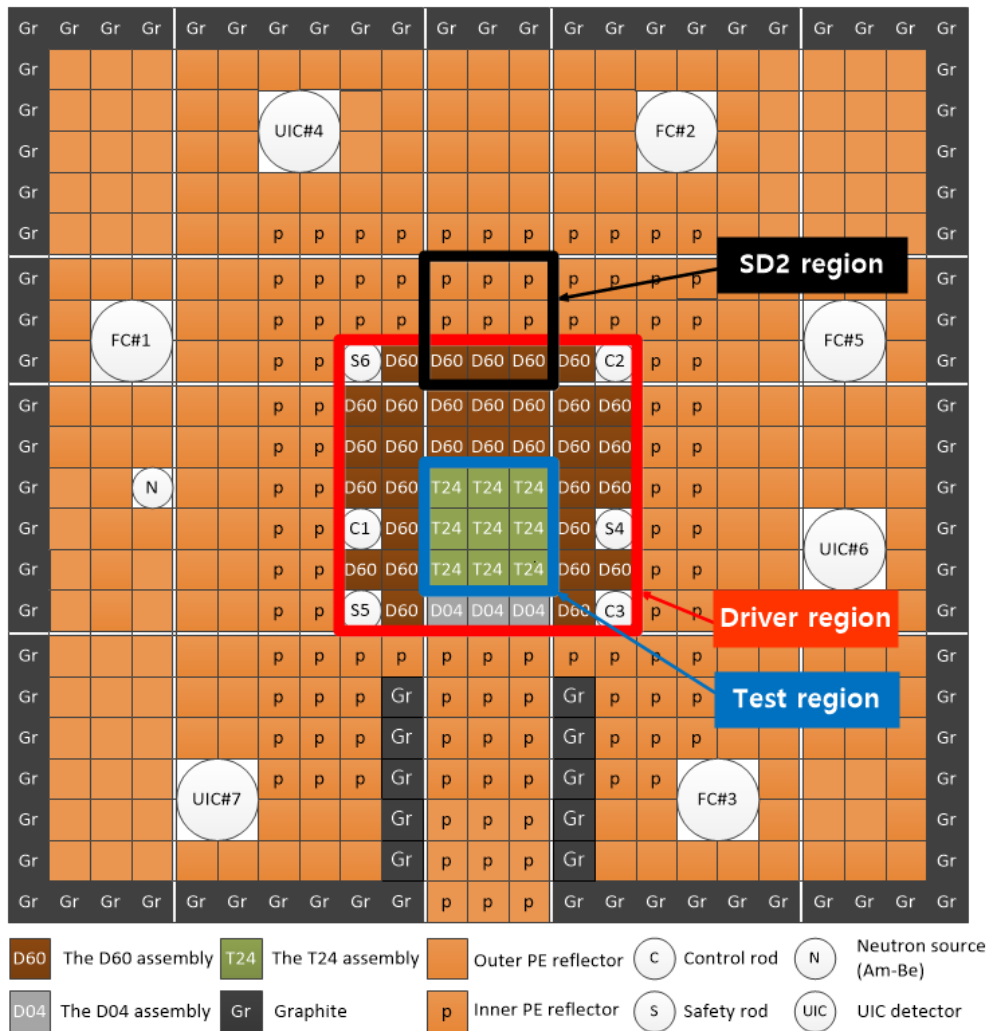 Gr Gr Gr Gr Gr Gr Gr Gr Gr Gr Gr Gr Gr Gr Gr Gr Gr Gr Gr Gr Gr Gr Gr
Gr Gr
Gr Gr
UIC#4 FC#2
Gr Gr
Gr Gr
Gr p p p p p p p p p p p Gr
SD2 region
Gr p p p p p p p p p p p Gr
Gr p p p p p p p p p p p Gr
FC#1 FC#5
Gr p p S6 D60 D60 D60 D60 D60 C2 p p Gr
Gr p p D60 D60 D60 D60 D60 D60 D60 p p Gr
Gr p p D60 D60 D60 D60 D60 D60 D60 p p Gr
Gr N p p D60 D60 T24 T24 T24 D60 D60 p p Gr
Gr p p C1 D60 T24 T24 T24 D60 S4 p p Gr
UIC#6
Gr p p D60 D60 T24 T24 T24 D60 D60 p p Gr
Gr p p S5 D60 D04 D04 D04 D60 C3 p p Gr
Driver region
Gr p p p p p p p p p p p Gr
Gr p p p Gr p p p Gr p p p Gr
Test region
Gr p p p Gr p p p Gr p p p Gr
Gr p p p Gr p p p Gr p p Gr
UIC#7 FC#3
Gr Gr p p p Gr Gr
Gr Gr p p p Gr Gr
Gr Gr Gr Gr Gr Gr Gr Gr Gr Gr p p p Gr Gr Gr Gr Gr Gr Gr Gr Gr Gr
D60 The D60 assembly T24 The T24 assembly Outer PE reflector C Control rod N Neutron source
(Am-Be)
D04 The D04 assembly Gr Graphite p Inner PE reflector S Safety rod UIC UIC detector